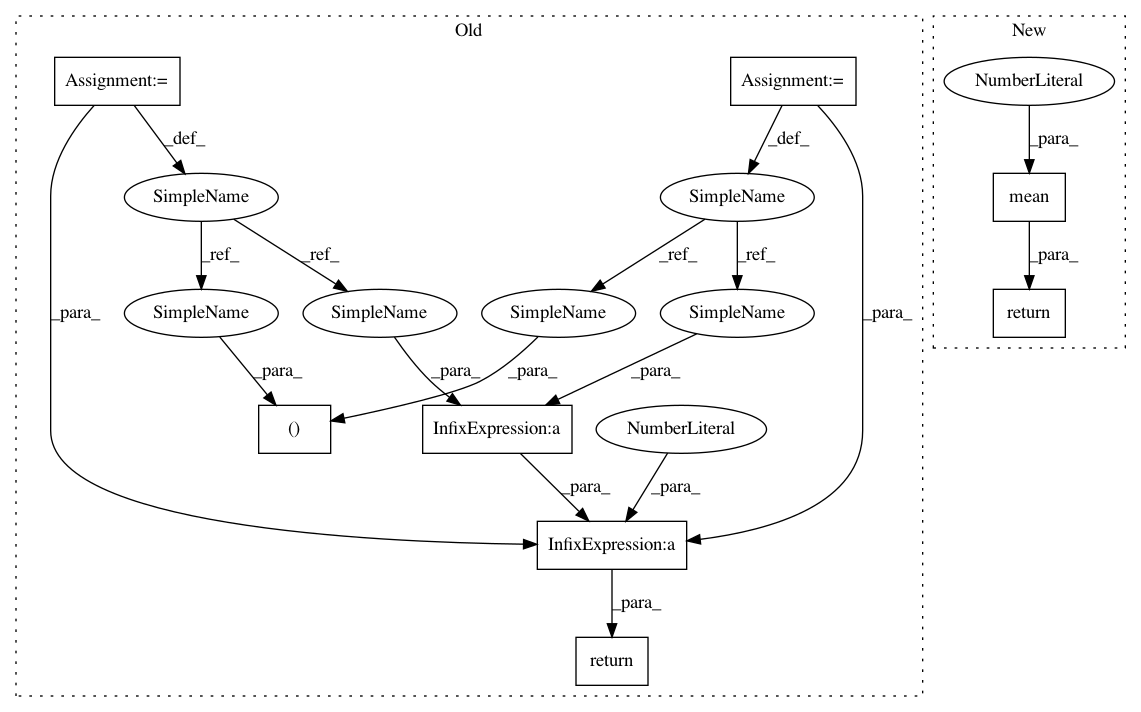 Old
New
Assignment:=
Assignment:=
NumberLiteral
_def_
_def_
_para_
SimpleName
SimpleName
mean
_ref_
_ref_
_ref_
_ref_
_para_
_para_
SimpleName
SimpleName
SimpleName
SimpleName
_para_
return
_para_
_para_
_para_
_para_
()
InfixExpression:a
NumberLiteral
_para_
_para_
InfixExpression:a
_para_
return